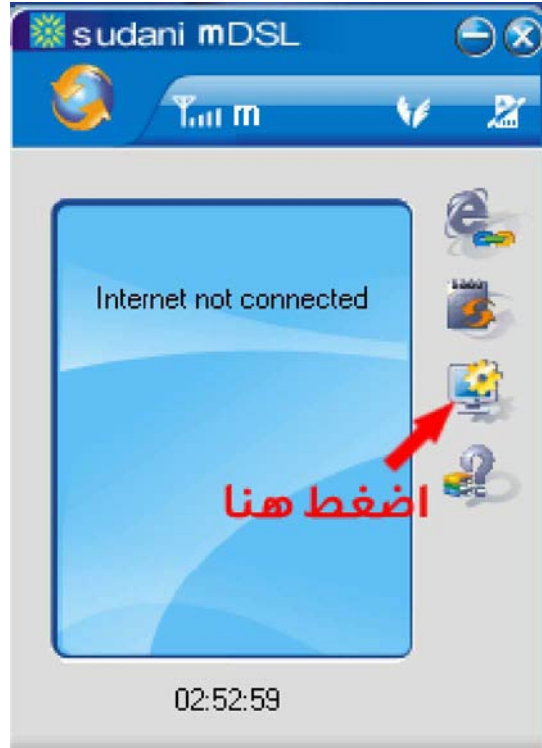 sudani mDSL
m
Internet not connected
اضغط هنا
02:52:59